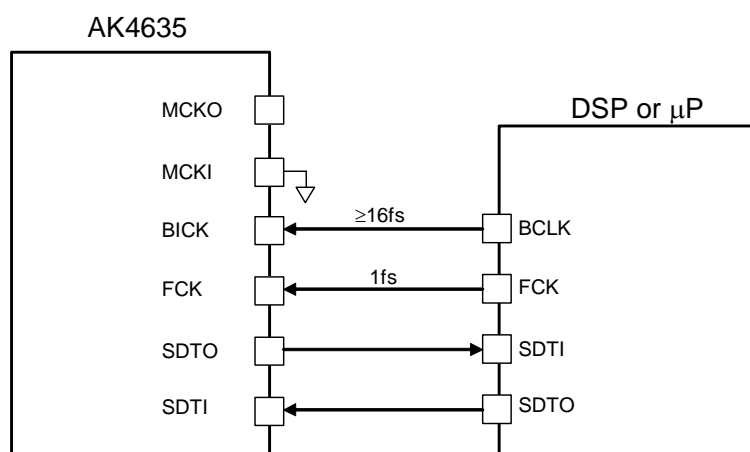 AK4635
DSP or μP
MCKO
MCKI
BICK
≥16fs
BCLK
FCK
1fs
FCK
SDTO
SDTI
SDTI
SDTO